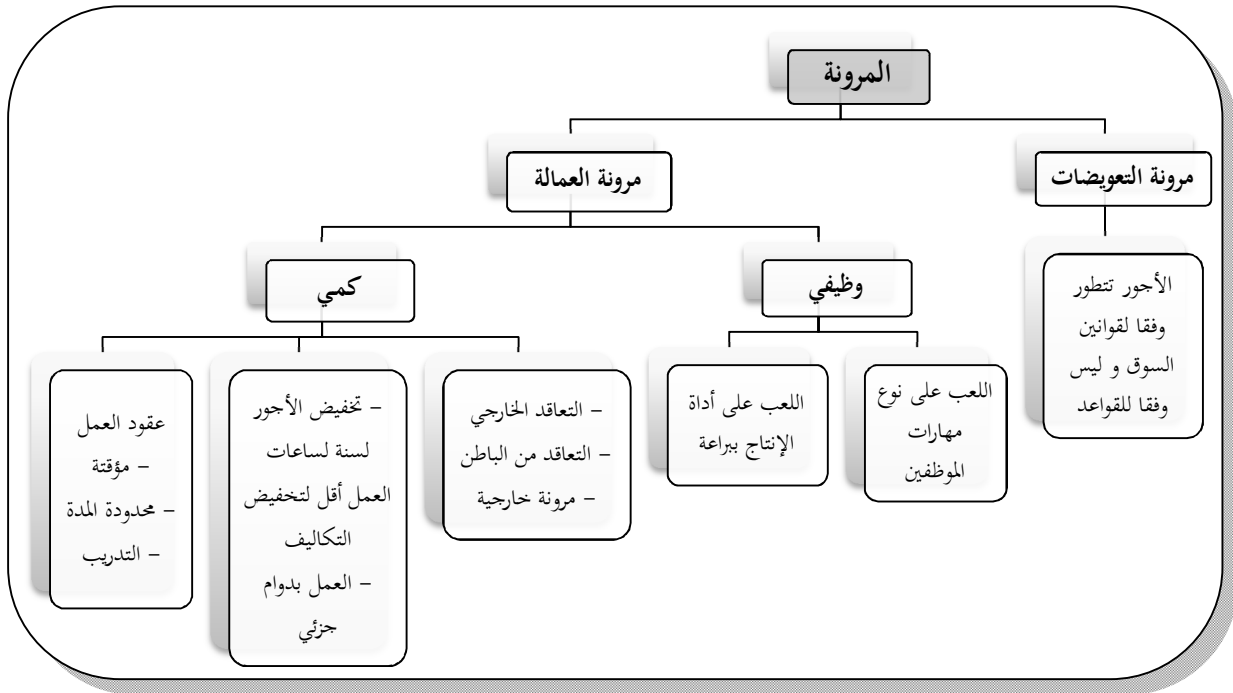 المرونة
مرونة التعويضات
مرونة العمالة
وظيفي
كمي
الأجور تتطور
وفقا لقوانين
السوق و ليس
وفقا للقواعد
اللعب على نوع
مهارات
الموظفين
اللعب على أداة
الإنتاج ببراعة
– التعاقد الخارجي
– التعاقد من الباطن
– مرونة خارجية
– تخفيض الأجور
لسنة لساعات
العمل أقل لتخفيض
التكاليف
– العمل بدوام
جزئي
عقود العمل
– مؤقتة
– محدودة المدة
– التدريب